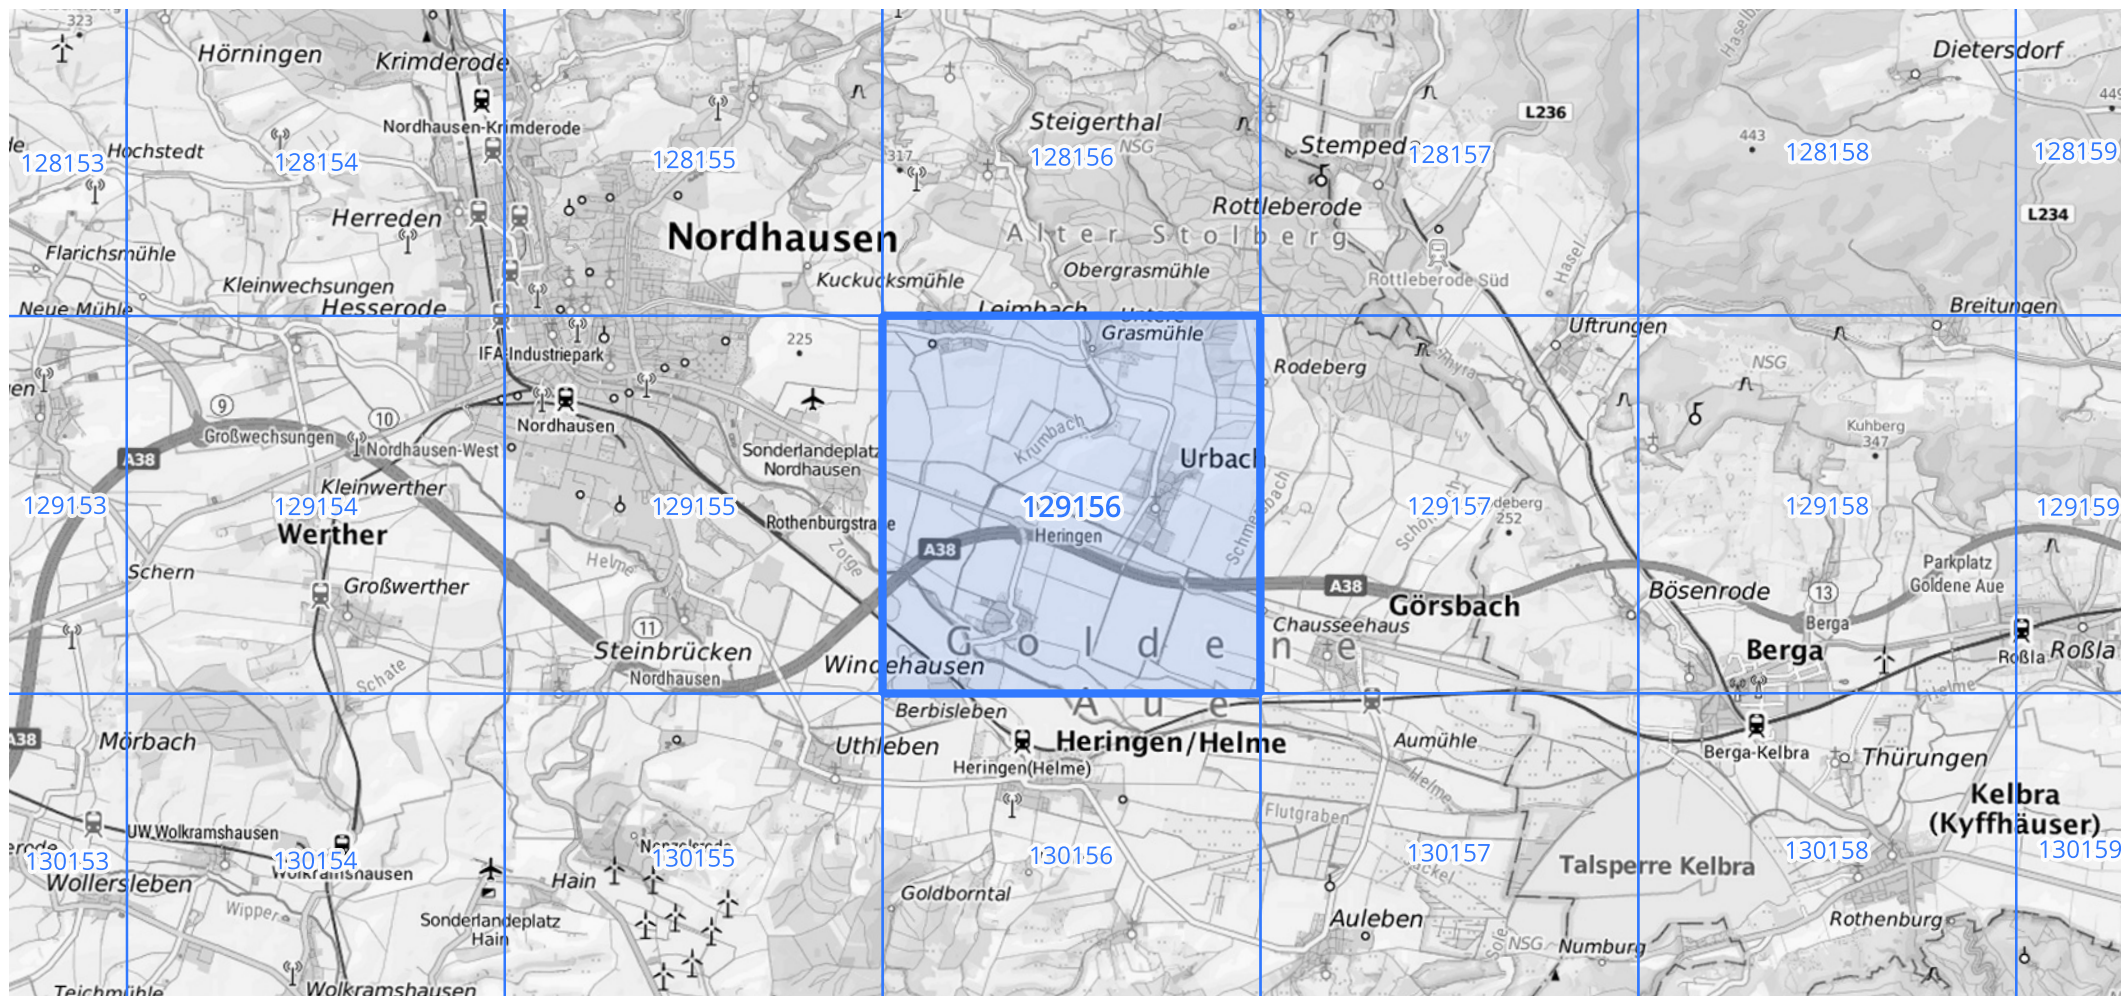 323
Hörningen
Krimderode
Nordhausen-Krimderode
Hochstedt
128153
128154
128155
Steigerthal
NSG
128156
317
L236
Stemped
128157
443
128158
Dietersdorf
449
128159
L234
Herreden
Flarichsmühle
Nordhausen
Rottleberode
Alter Stolberg
Kleinwechsungen
Kuckucksmühle
Obergrasmühle
Rottleberode Süd
Hasel
Neue Mühle
Hesserode
Leimbach
Breitungen
Untere
Grasmühle
Uftrungen
IFA-Industriepark
225
Rodeberg
Thyra
NSG
9
10
Großwechsungen
Nordhausen-West
Nordhausen
A38
Sonderlandeplatz
Nordhausen
Krumbach
Urbach
Kuhberg
347
Kleinwerther
129153
129154
129155
129156
129157
129158
129159
Werther
Rothenburgstraße
Heringen
deberg
252
A38
Zorge
Schern
Helme
Großwerther
A38
Görsbach
Bösenrode
Parkplatz
Goldene Aue
13
Berga
11
Steinbrücken
Nordhausen
Windehausen
Goldene
Chausseehaus
Berga
Roßla
Roßla
Schate
Helme
Berbisleben
Aue
A38
Mörbach
Uthleben
Heringen/Helme
Heringen(Helme)
Aumühle
Berga-Kelbra
Thürungen
Helme
Flutgraben
Kelbra
(Kyffhäuser)
UW Wolkramshausen
130153
130154
130155
130156
130157
130158
130159
Wolkramshausen
Talsperre Kelbra
Wollersleben
Hain
Goldborntal
Wipper
Sonderlandeplatz
Hain
Auleben
Rothenburg
NSG
Numburg
Teichmühle
Wolkramshausen